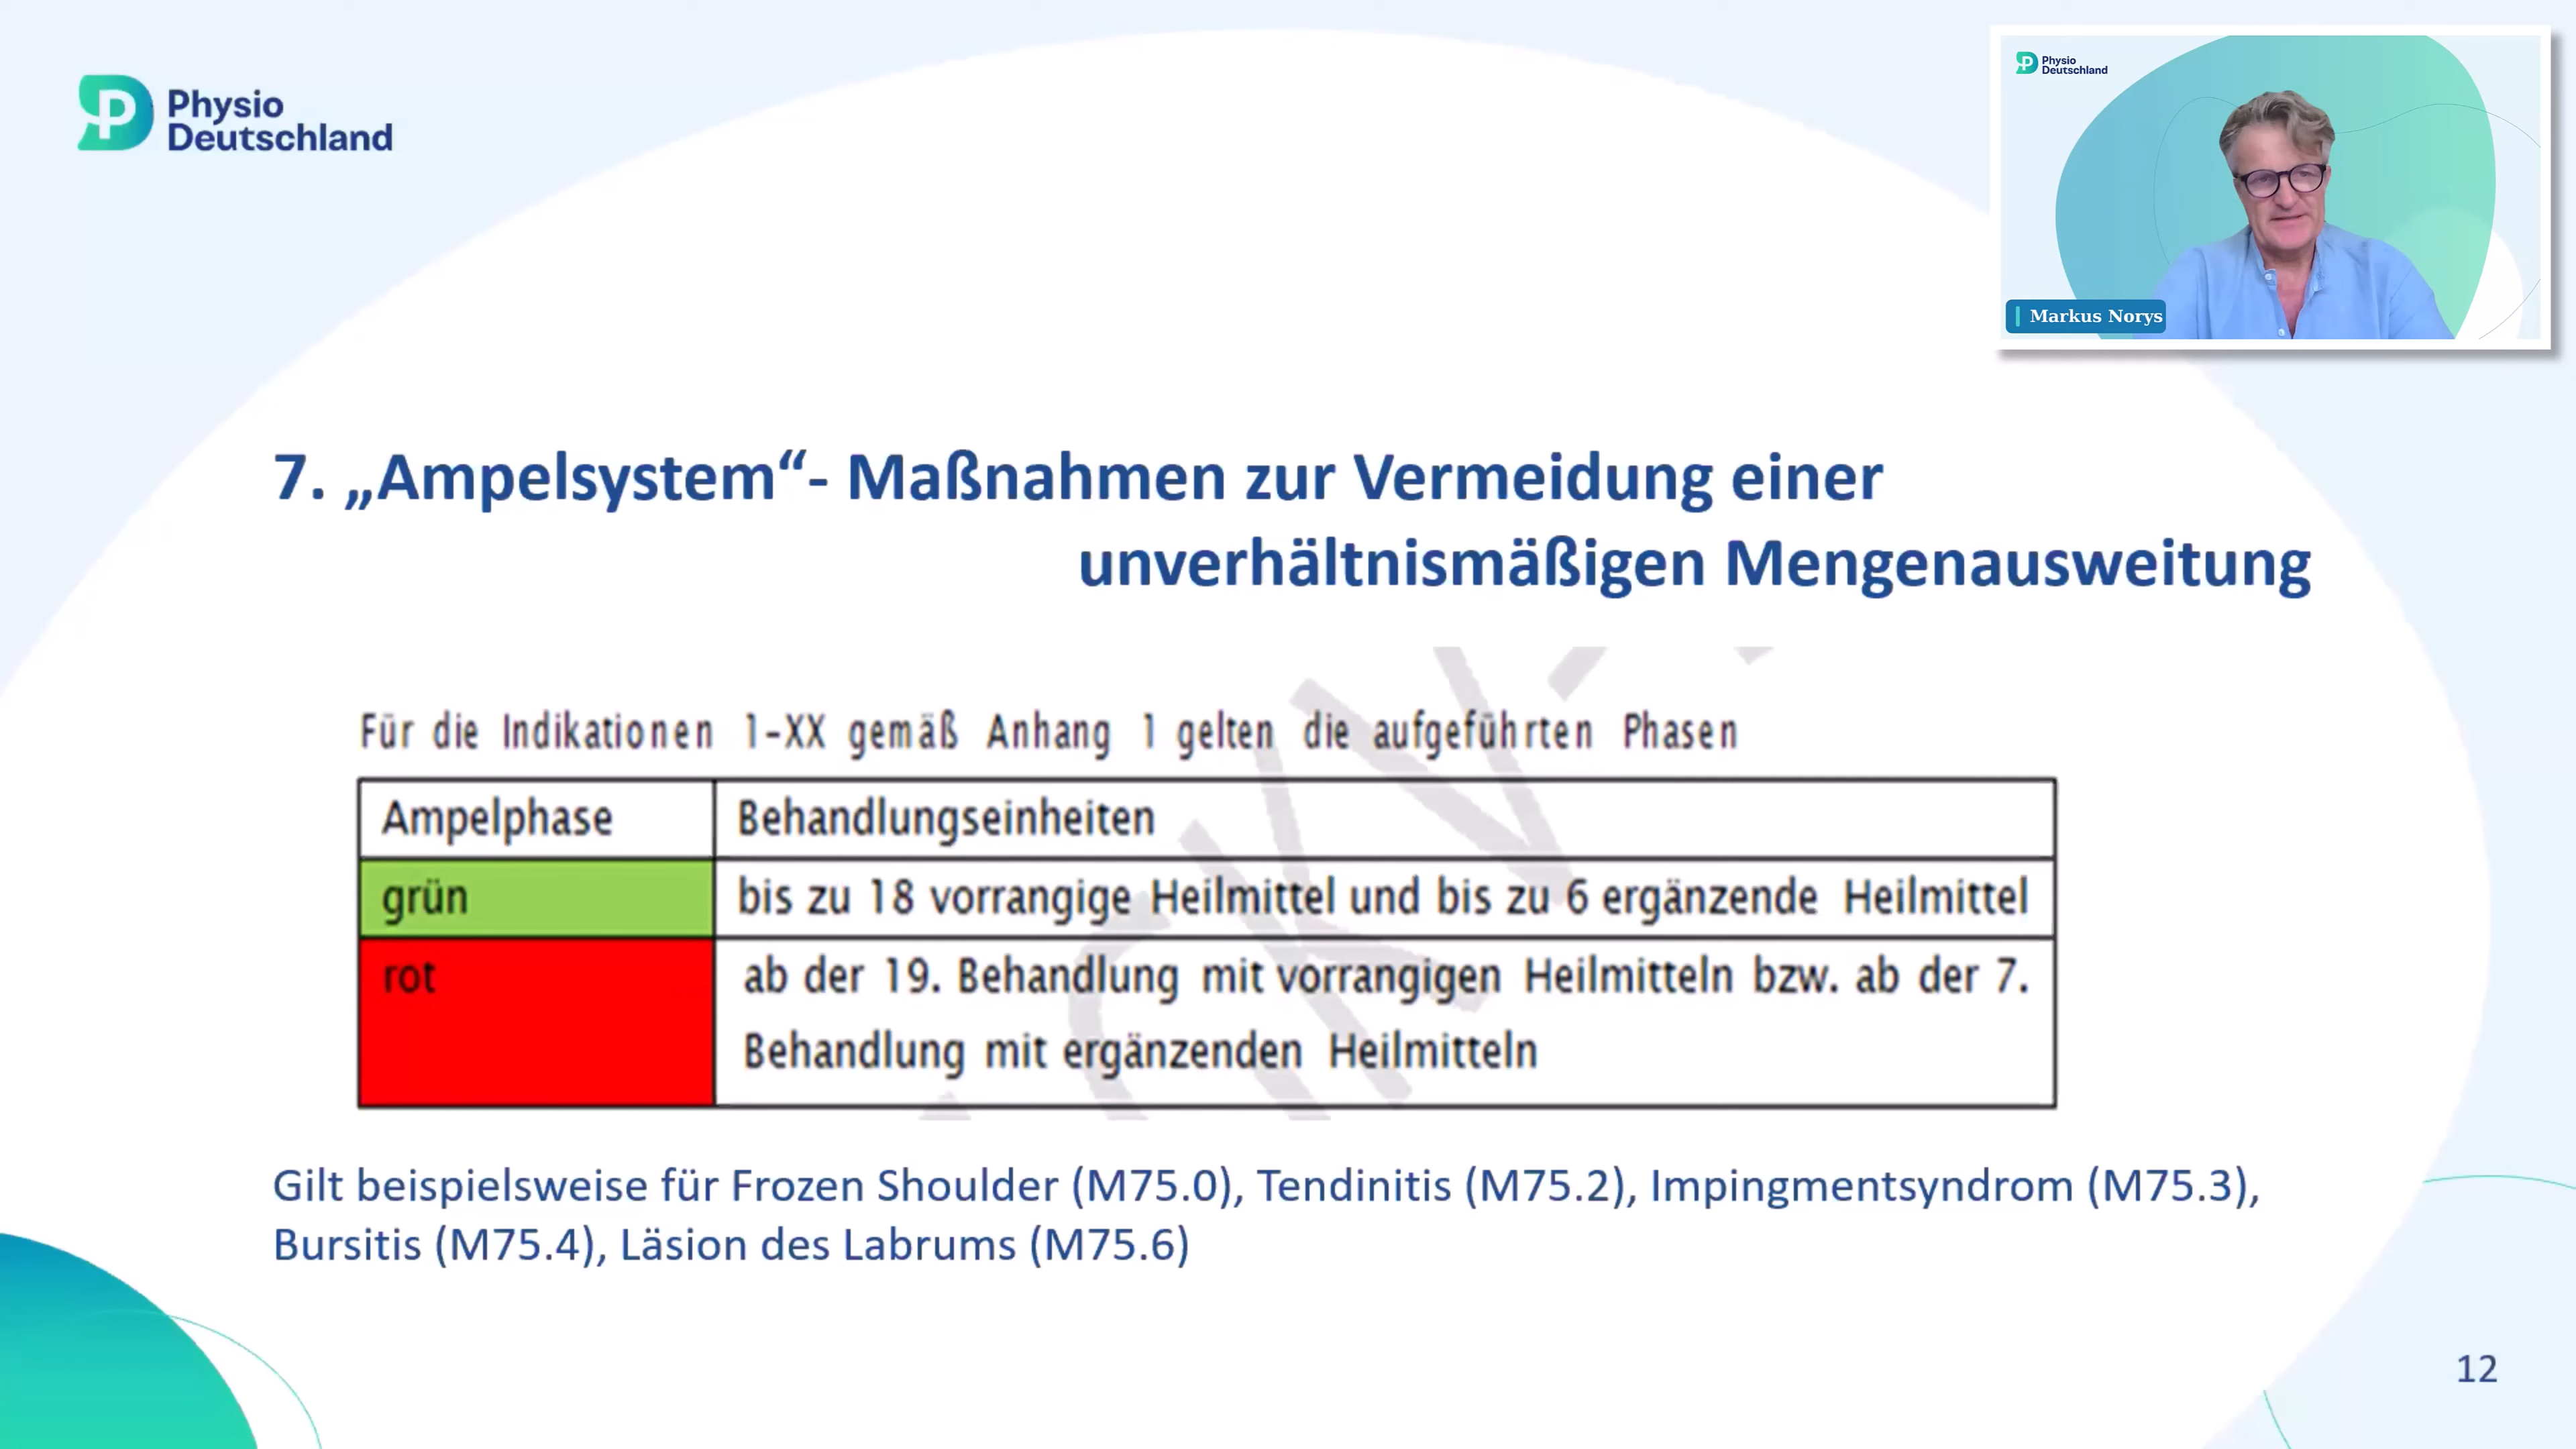 Physio
Deutschland
Physio
Deutschland
Markus Norys
7. „Ampelsystem“- Maßnahmen zur Vermeidung einer
unverhältnismäßigen Mengenausweitung
Für die Indikationen 1-XX gemäß Anhang 1 gelten die aufgeführten Phasen
Ampelphase Behandlungseinheiten
grün bis zu 18 vorrangige Heilmittel und bis zu 6 ergänzende Heilmittel
rot ab der 19. Behandlung mit vorrangigen Heilmitteln bzw. ab der 7.
Behandlung mit ergänzenden Heilmitteln
Gilt beispielsweise für Frozen Shoulder (M75.0), Tendinitis (M75.2), Impingmentsyndrom (M75.3),
Bursitis (M75.4), Läsion des Labrums (M75.6)
12